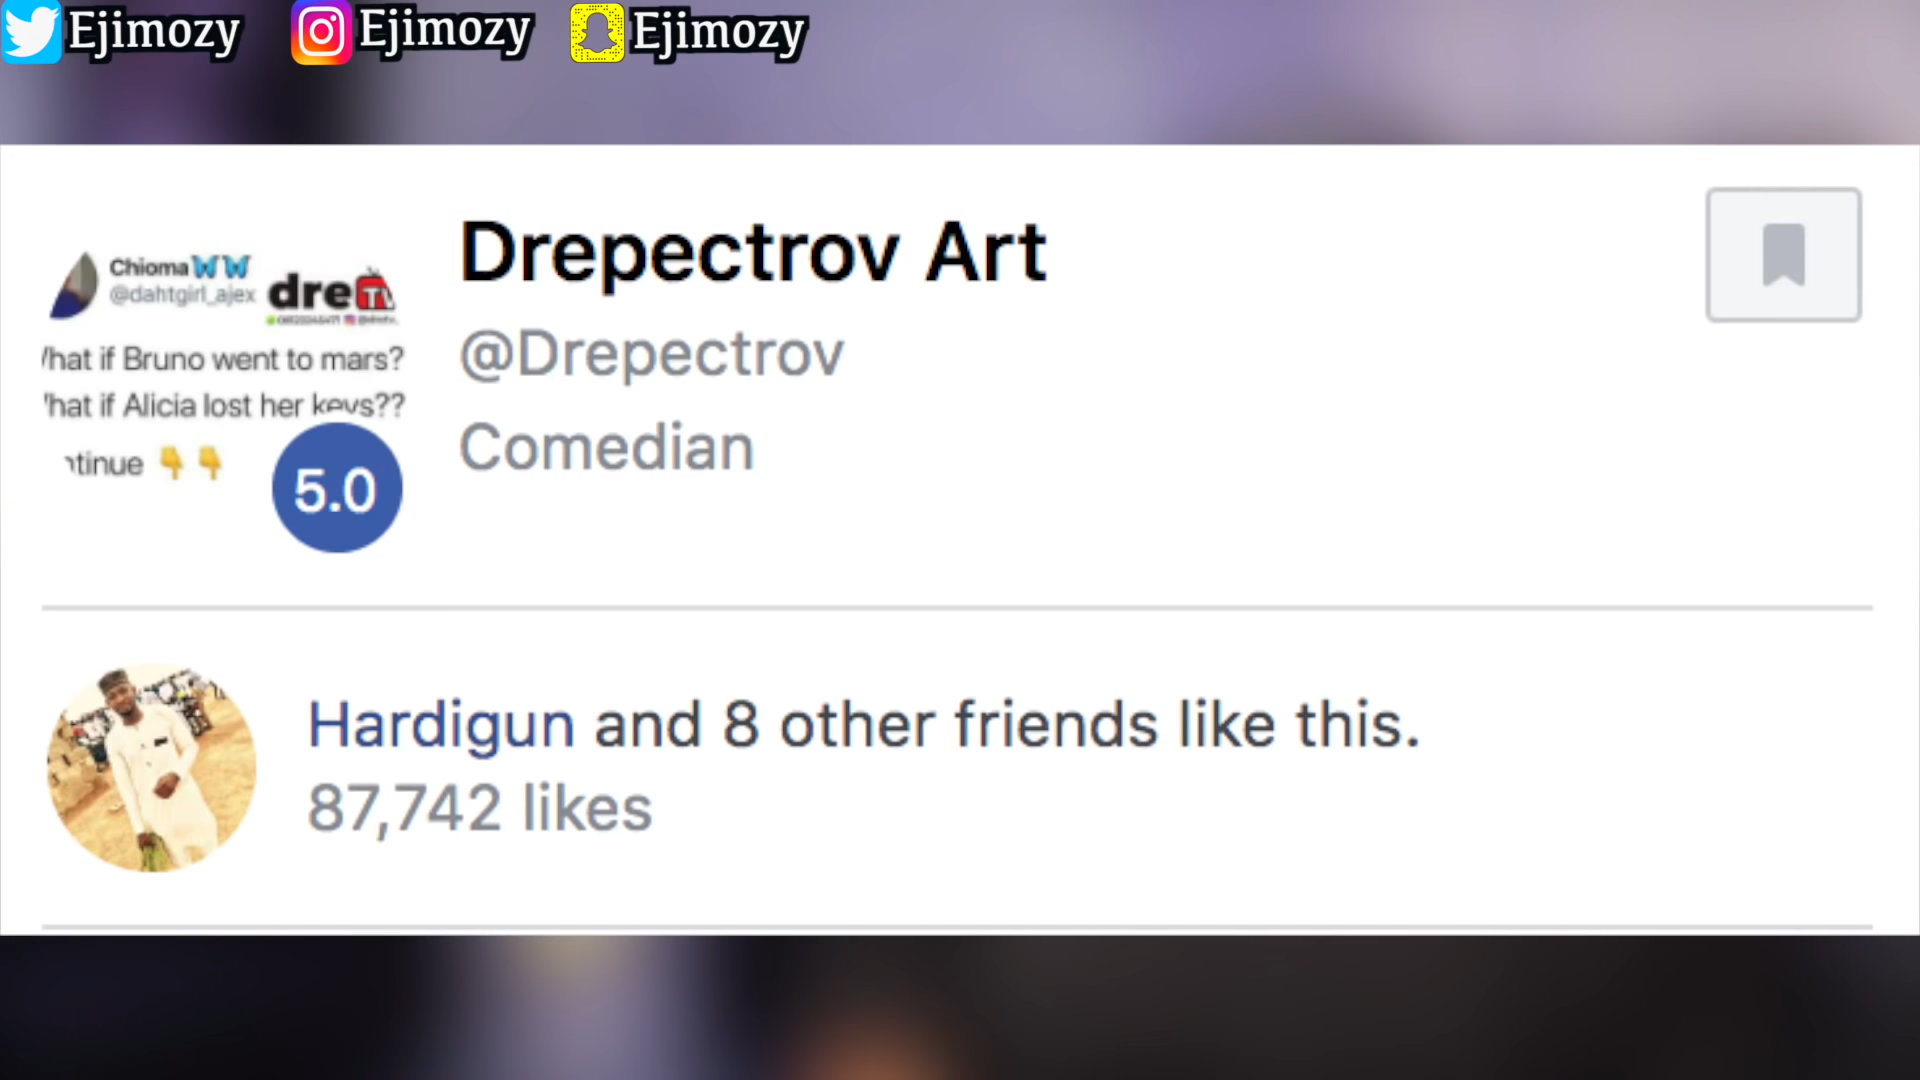 Ejimozy Ejimozy Ejimozy
Drepectrov Art
@Drepectrov
Comedian
Chioma🦋🦋
@dahtgirl_ajex
dreTV
hat if Bruno went to mars?
hat if Alicia lost her keys??
tinue 👇👇
5.0
Hardigun and 8 other friends like this.
87,742 likes